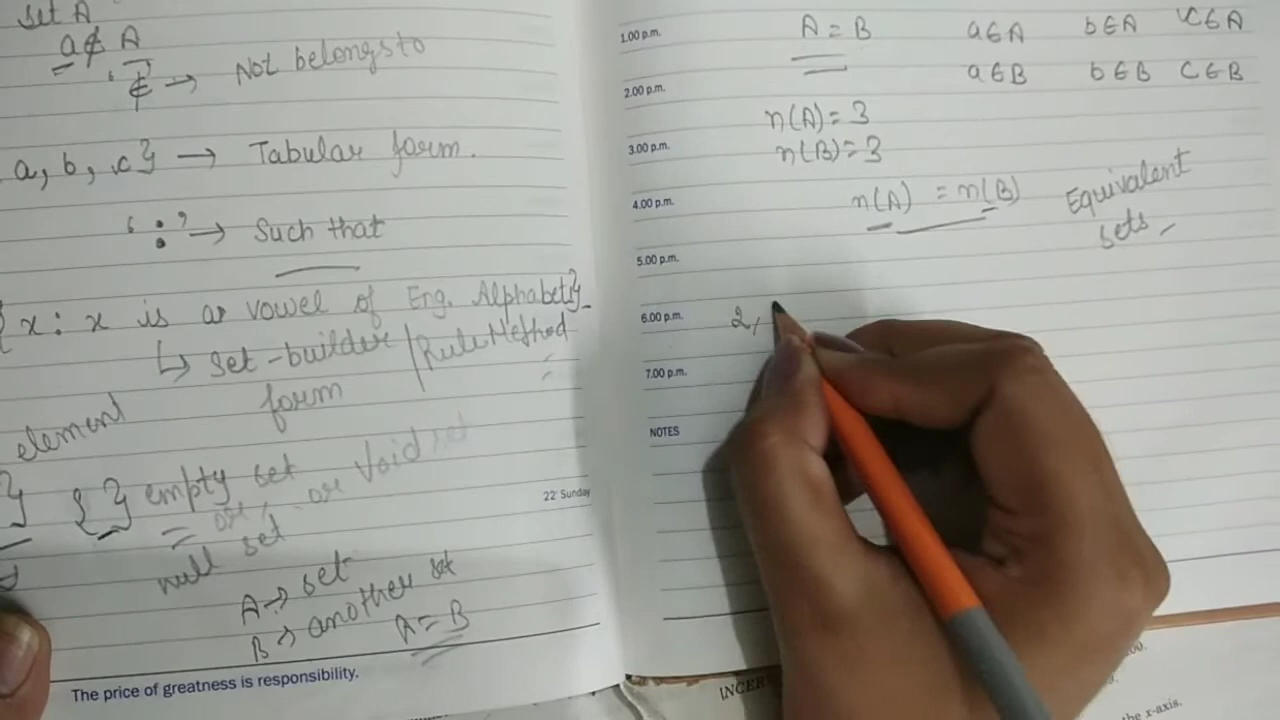 set A
a ∉ A
∉ → Not belongs to
a, b, c} → Tabular form.
' : ' → Such that
{ x : x is a vowel of Eng. Alphabets}
↳ set-builder / Rule Method
form
element
} { } empty set or void set
or
null set
22 Sunday
A → set
B → another set
A = B
The price of greatness is responsibility.
1.00 p.m.
A = B a∈A b∈A c∈A
a∈B b∈B c∈B
2.00 p.m.
n(A) = 3
3.00 p.m.
n(B) = 3
4.00 p.m.
n(A) = n(B) Equivalent
sets
5.00 p.m.
6.00 p.m. 2,
7.00 p.m.
NOTES
the x-axis.